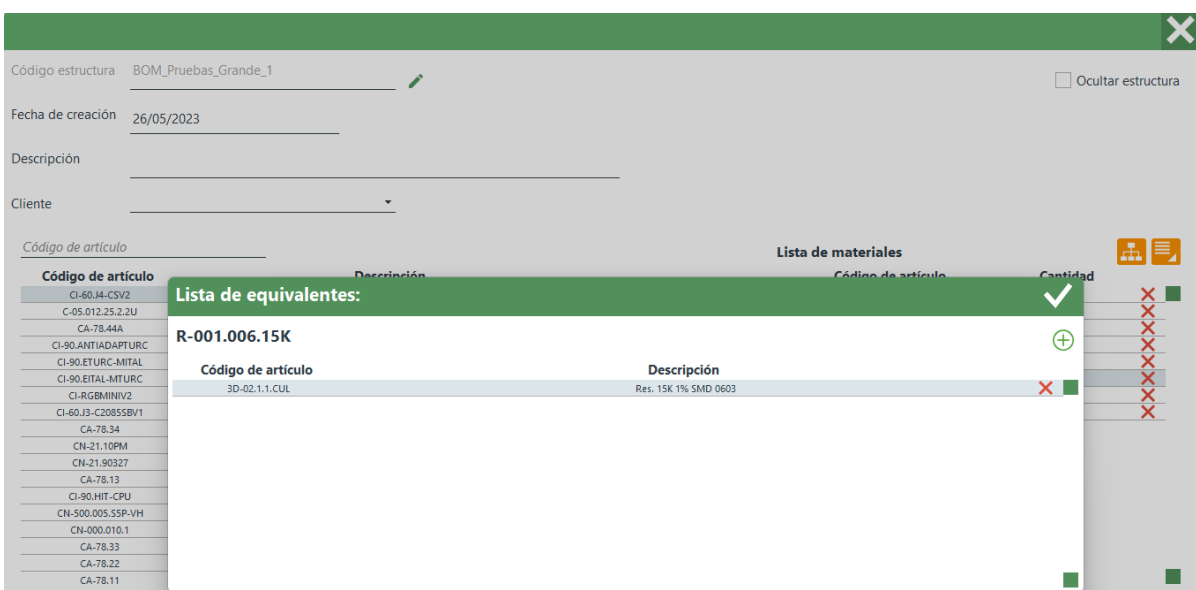 Código estructura BOM_Pruebas_Grande_1
Ocultar estructura
Fecha de creación 26/05/2023
Descripción
Cliente
Código de artículo
Lista de materiales
Código de artículo Descripción Código de artículo Cantidad
CI-60.J4-CSV2
C-05.012.25.2.2U
CA-78.44A
CI-90.ANTIADAPTURC
CI-90.ETURC-MITAL
CI-90.EITAL-MTURC
CI-RGBMINIV2
CI-60.J3-C2085SBV1
CA-78.34
CN-21.10PM
CN-21.90327
CA-78.13
CI-90.HIT-CPU
CN-500.005.S5P-VH
CN-000.010.1
CA-78.33
CA-78.22
CA-78.11
Lista de equivalentes:
R-001.006.15K
Código de artículo Descripción
3D-02.1.1.CUL Res. 15K 1% SMD 0603